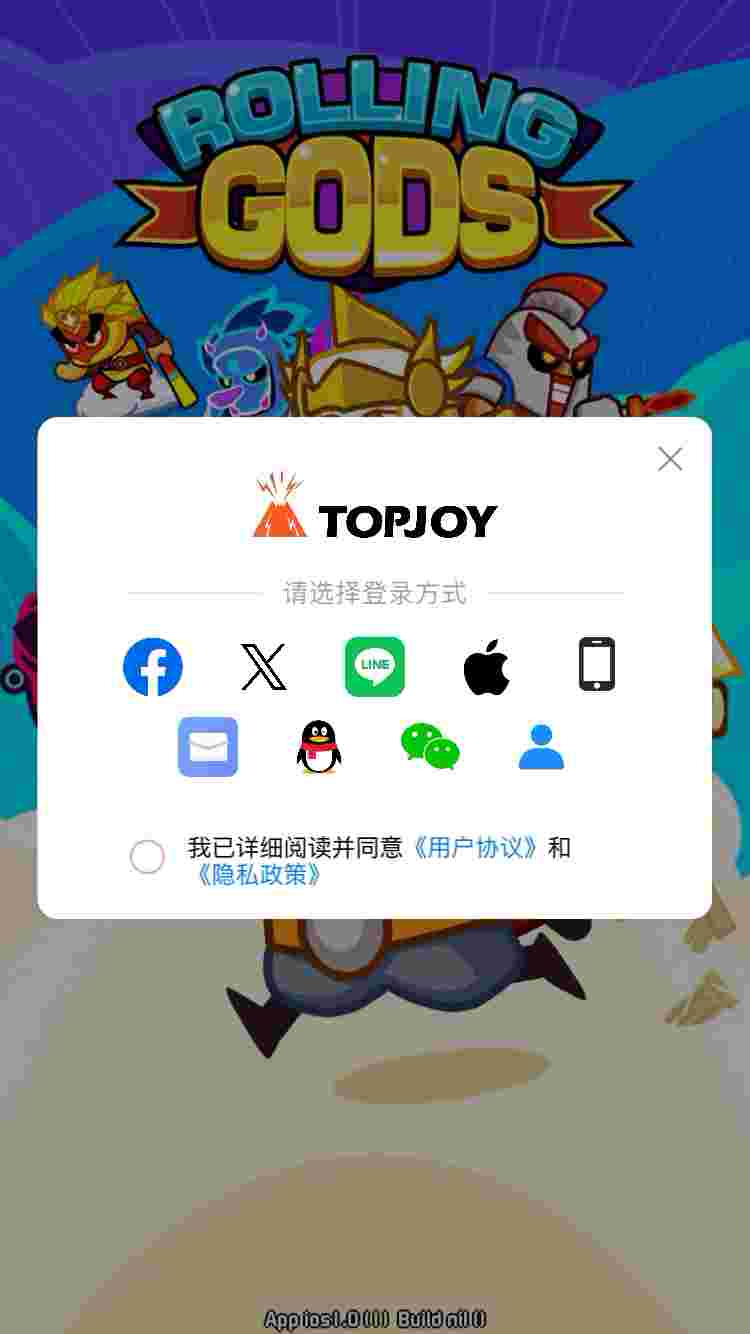 ROLLING
GODS
TOPJOY
请选择登录方式
LINE
我已详细阅读并同意《用户协议》和
《隐私政策》
App ios1.0 ( ) ( ) Build nil ()